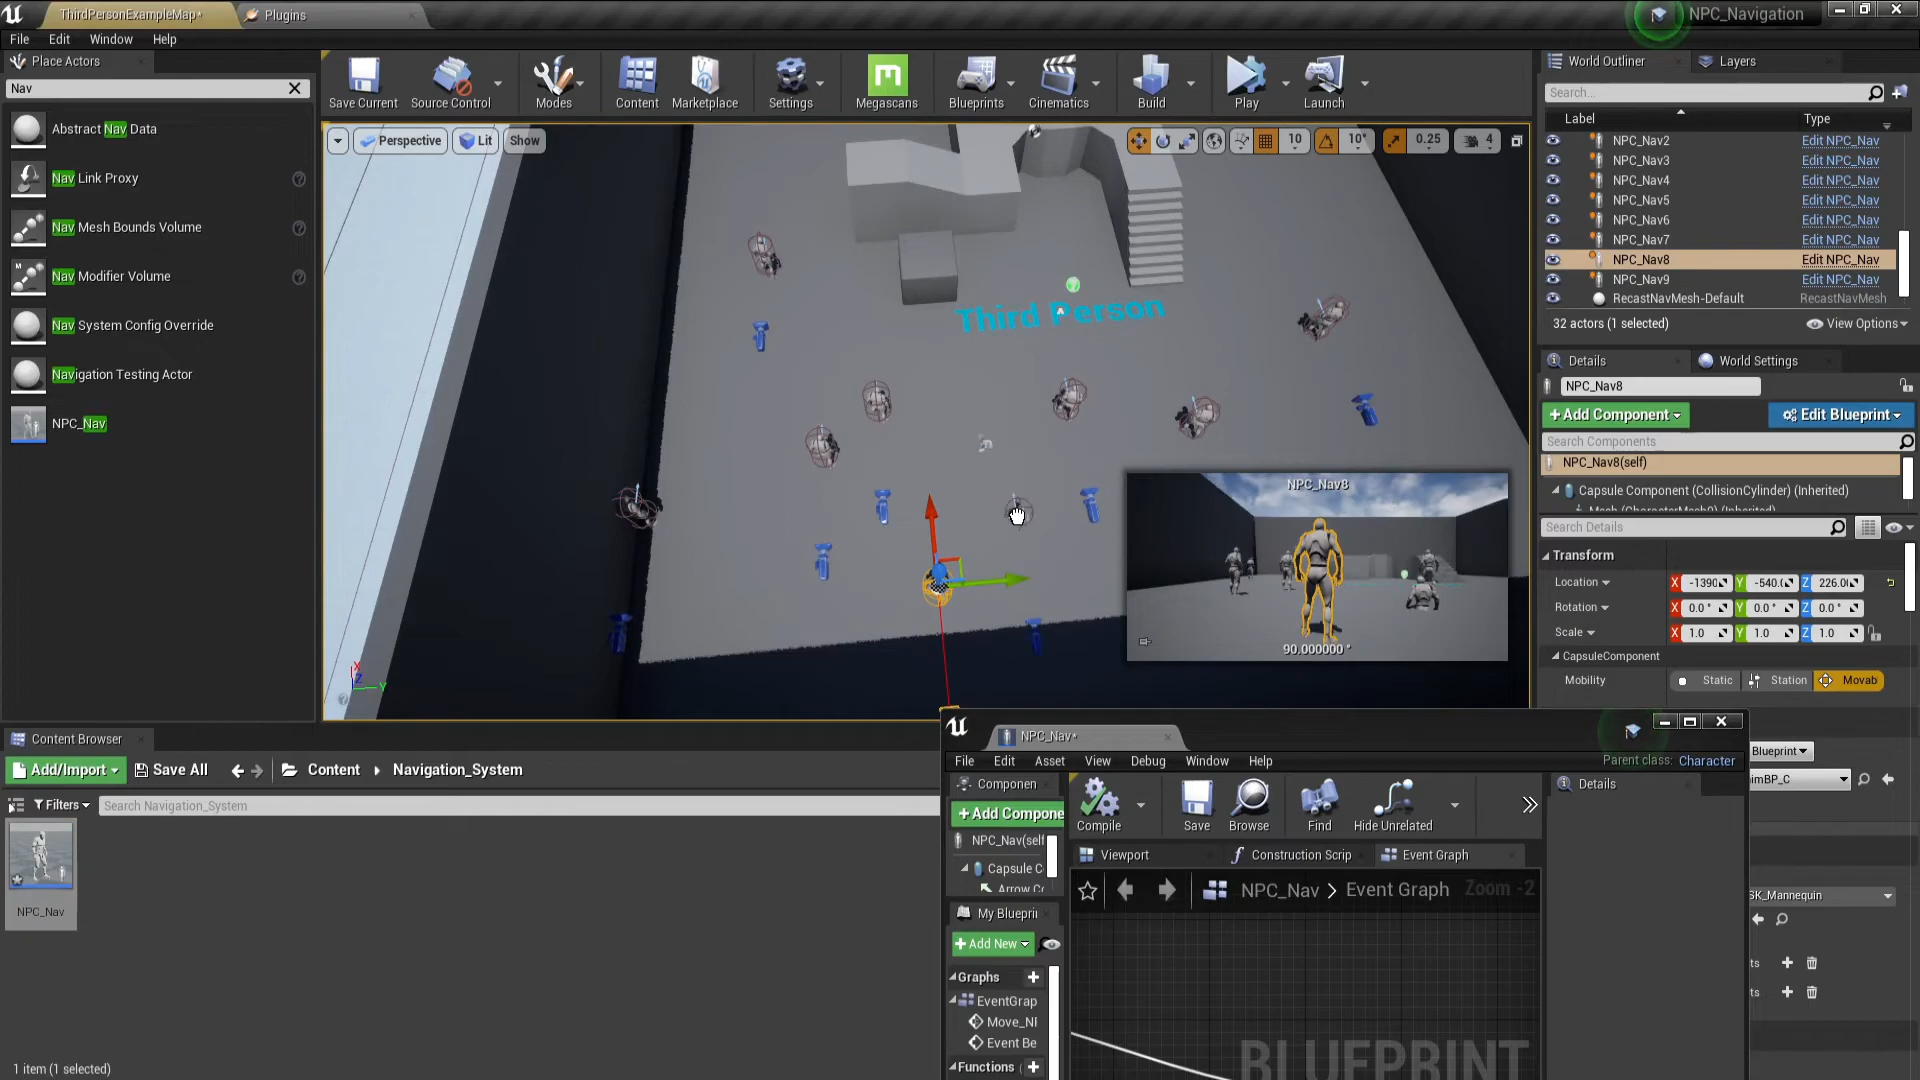 ThirdPersonExampleMap*
Plugins
NPC_Navigation
File Edit Window Help
Place Actors
Nav
Abstract Nav Data
Nav Link Proxy
Nav Mesh Bounds Volume
Nav Modifier Volume
Nav System Config Override
Navigation Testing Actor
NPC_Nav
Save Current
Source Control
Modes
Content
Marketplace
Settings
Megascans
Blueprints
Cinematics
Build
Play
Launch
Perspective
Lit
Show
10
10°
0.25
4
Third Person
NPC_Nav8
90.000000 °
X
Z
Y
World Outliner
Layers
Search...
Label Type
NPC_Nav2 Edit NPC_Nav
NPC_Nav3 Edit NPC_Nav
NPC_Nav4 Edit NPC_Nav
NPC_Nav5 Edit NPC_Nav
NPC_Nav6 Edit NPC_Nav
NPC_Nav7 Edit NPC_Nav
NPC_Nav8 Edit NPC_Nav
NPC_Nav9 Edit NPC_Nav
RecastNavMesh-Default RecastNavMesh
32 actors (1 selected)
View Options
Details
World Settings
NPC_Nav8
+Add Component
Edit Blueprint
Search Components
NPC_Nav8(self)
Capsule Component (CollisionCylinder) (Inherited)
Mesh (CharacterMesh0) (Inherited)
Search Details
Transform
Location X -1390 Y -540.( Z 226.0(
Rotation X 0.0 ° Y 0.0 ° Z 0.0 °
Scale X 1.0 Y 1.0 Z 1.0
CapsuleComponent
Mobility Static Station Movab
Blueprint
imBP_C
SK_Mannequin
ts
ts
Content Browser
Add/Import
Save All
Content
Navigation_System
Filters
Search Navigation_System
NPC_Nav
1 item (1 selected)
NPC_Nav*
File Edit Asset View Debug Window Help
Parent class: Character
Componen
+Add Compone
NPC_Nav(self
Capsule C
Arrow Co
My Bluepri
+Add New
Graphs
EventGrap
Move_N
Event Be
Functions
Compile
Save
Browse
Find
Hide Unrelated
Details
Viewport
Construction Scrip
Event Graph
NPC_Nav > Event Graph
Zoom -2
BLUEPRINT